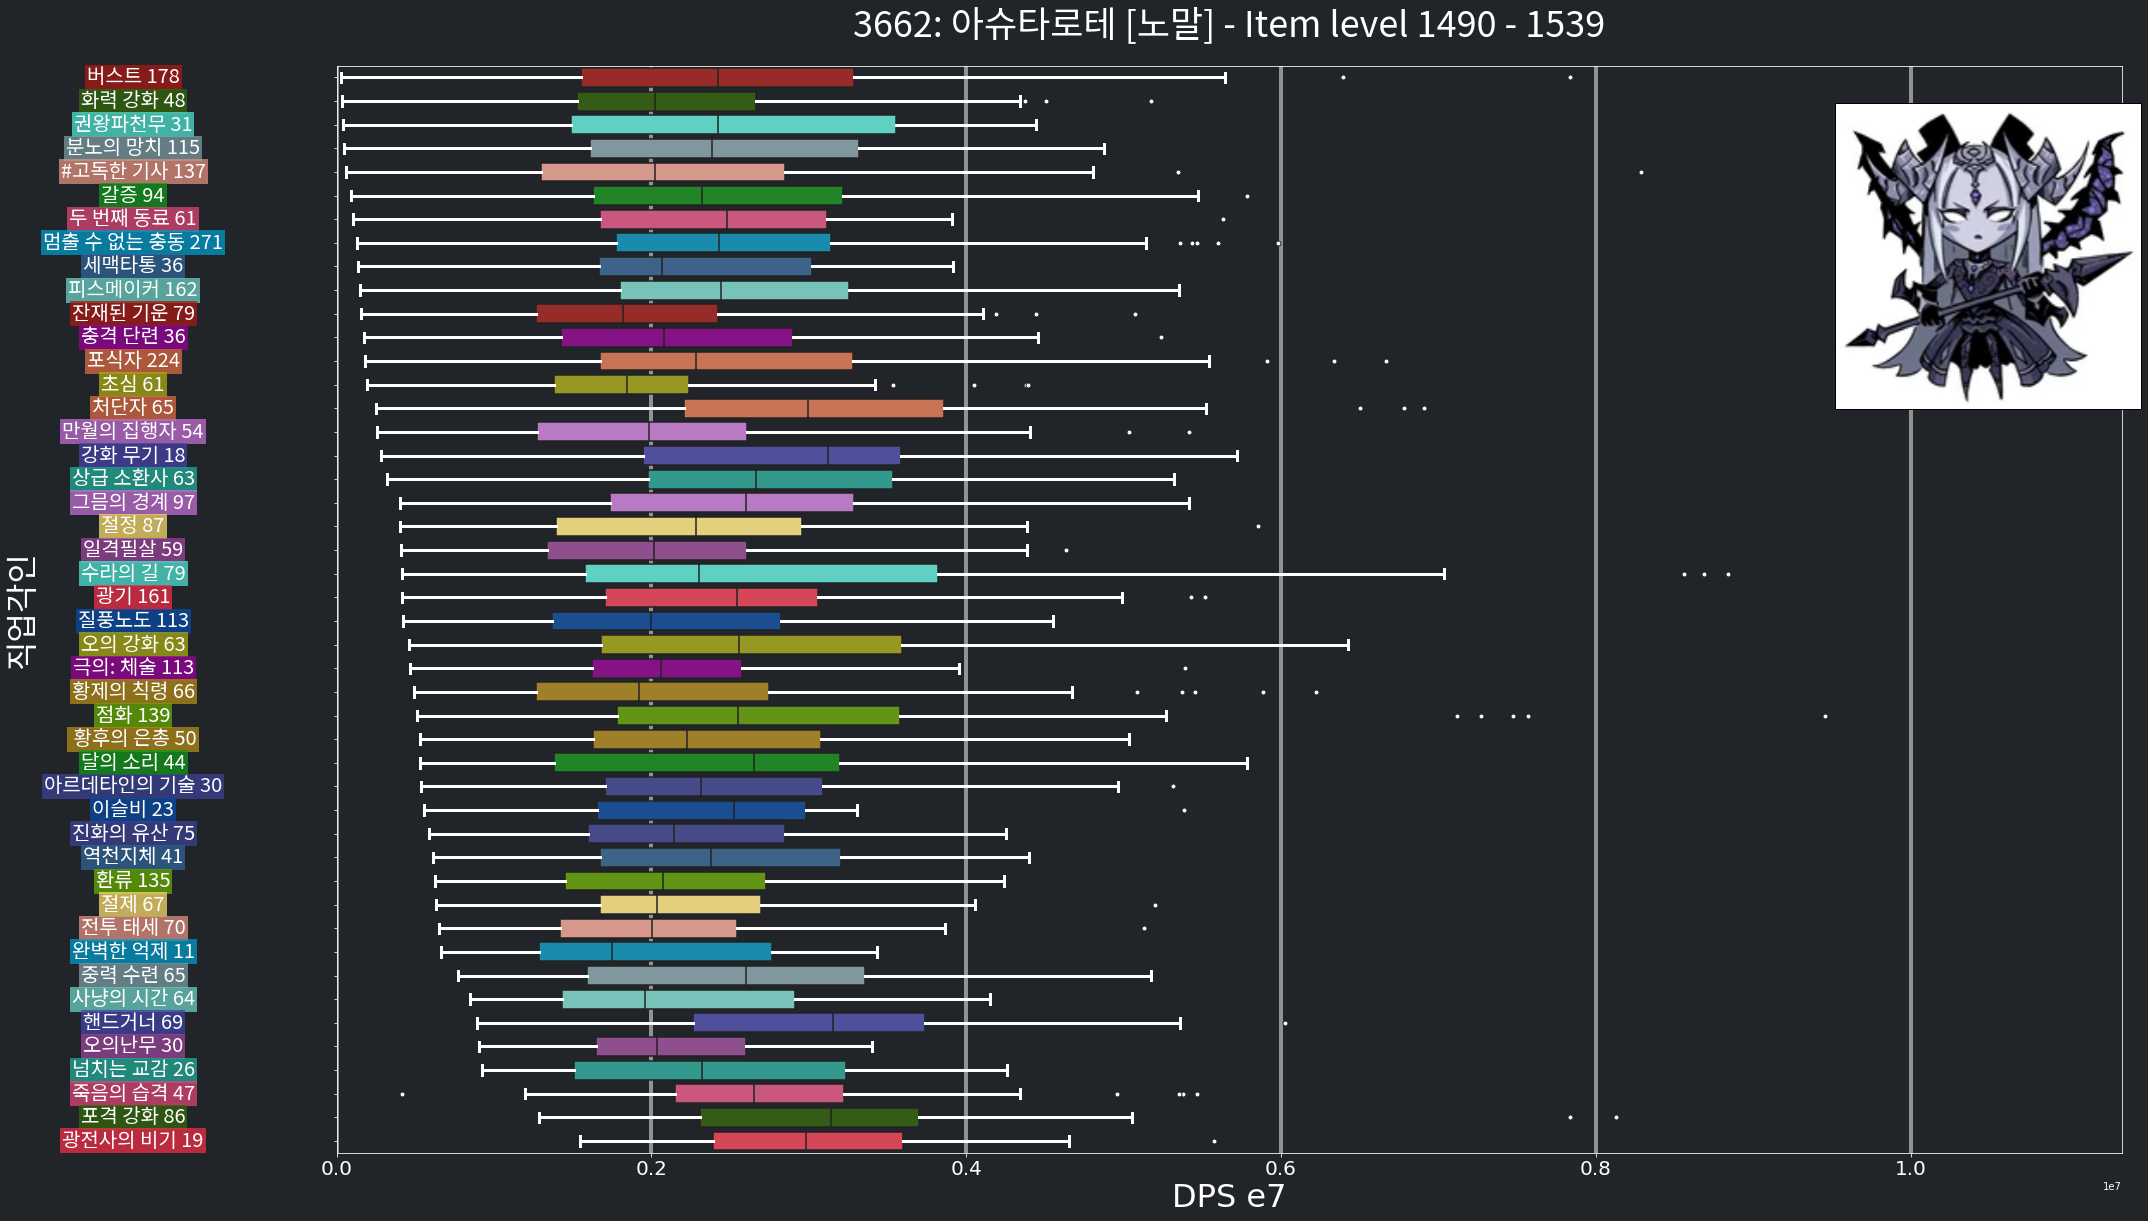 3662: 아슈타로테 [노말] - Item level 1490 - 1539
버스트 178
화력 강화 48
권왕파천무 31
분노의 망치 115
#고독한 기사 137
갈증 94
두 번째 동료 61
멈출 수 없는 충동 271
세맥타통 36
피스메이커 162
잔재된 기운 79
충격 단련 36
포식자 224
초심 61
처단자 65
만월의 집행자 54
강화 무기 18
상급 소환사 63
그믐의 경계 97
절정 87
일격필살 59
수라의 길 79
광기 161
질풍노도 113
오의 강화 63
극의: 체술 113
황제의 칙령 66
점화 139
황후의 은총 50
달의 소리 44
아르데타인의 기술 30
이슬비 23
진화의 유산 75
역천지체 41
환류 135
절제 67
전투 태세 70
완벽한 억제 11
중력 수련 65
사냥의 시간 64
핸드거너 69
오의난무 30
넘치는 교감 26
죽음의 습격 47
포격 강화 86
광전사의 비기 19
직업각인
0.0 0.2 0.4 0.6 0.8 1.0
DPS e7
1e7